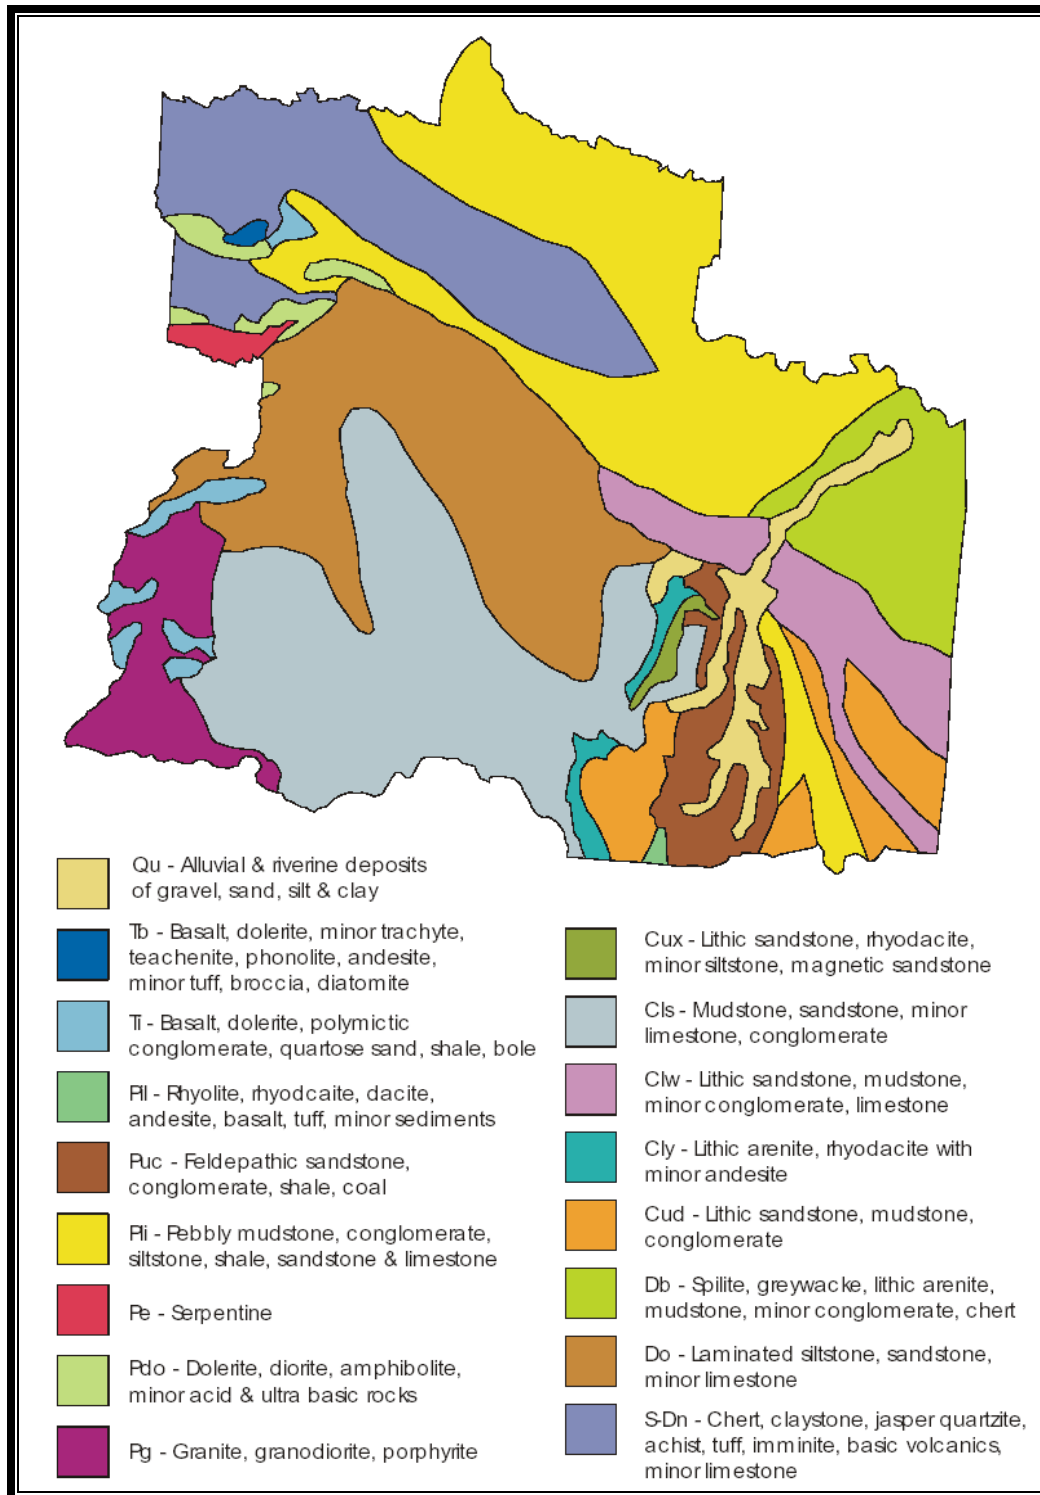 Qu - Alluvial & riverine deposits
of gravel, sand, silt & clay
Tb - Basalt, dolerite, minor trachyte,
teachenite, phonolite, andesite,
minor tuff, broccia, diatomite
Ti - Basalt, dolerite, polymictic
conglomerate, quartose sand, shale, bole
Pll - Rhyolite, rhyodcaite, dacite,
andesite, basalt, tuff, minor sediments
Puc - Feldepathic sandstone,
conglomerate, shale, coal
Pli - Pebbly mudstone, conglomerate,
siltstone, shale, sandstone & limestone
Pe - Serpentine
Pdo - Dolerite, diorite, amphibolite,
minor acid & ultra basic rocks
Pg - Granite, granodiorite, porphyrite
Cux - Lithic sandstone, rhyodacite,
minor siltstone, magnetic sandstone
Cls - Mudstone, sandstone, minor
limestone, conglomerate
Clw - Lithic sandstone, mudstone,
minor conglomerate, limestone
Cly - Lithic arenite, rhyodacite with
minor andesite
Cud - Lithic sandstone, mudstone,
conglomerate
Db - Spilite, greywacke, lithic arenite,
mudstone, minor conglomerate, chert
Do - Laminated siltstone, sandstone,
minor limestone
S-Dn - Chert, claystone, jasper quartzite,
achist, tuff, imminite, basic volcanics,
minor limestone